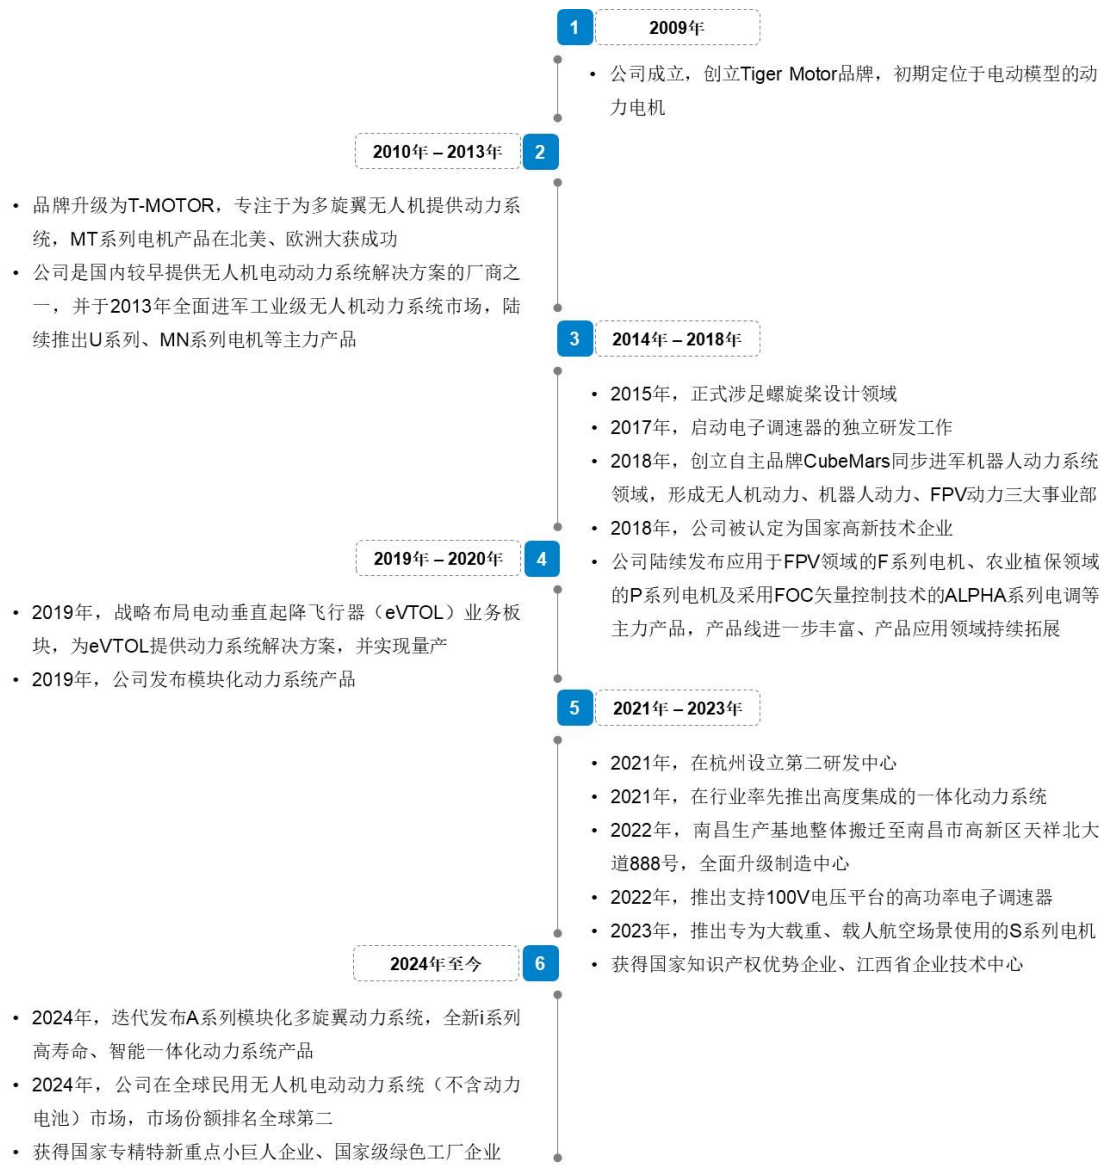 1 2009年
• 公司成立，创立Tiger Motor品牌，初期定位于电动模型的动
力电机
2010年 – 2013年 2
• 品牌升级为T-MOTOR，专注于为多旋翼无人机提供动力系
统，MT系列电机产品在北美、欧洲大获成功
• 公司是国内较早提供无人机电动动力系统解决方案的厂商之
一，并于2013年全面进军工业级无人机动力系统市场，陆
续推出U系列、MN系列电机等主力产品
3 2014年 – 2018年
• 2015年，正式涉足螺旋桨设计领域
• 2017年，启动电子调速器的独立研发工作
• 2018年，创立自主品牌CubeMars同步进军机器人动力系统
领域，形成无人机动力、机器人动力、FPV动力三大事业部
• 2018年，公司被认定为国家高新技术企业
• 公司陆续发布应用于FPV领域的F系列电机、农业植保领域
的P系列电机及采用FOC矢量控制技术的ALPHA系列电调等
主力产品，产品线进一步丰富、产品应用领域持续拓展
2019年 – 2020年 4
• 2019年，战略布局电动垂直起降飞行器（eVTOL）业务板
块，为eVTOL提供动力系统解决方案，并实现量产
• 2019年，公司发布模块化动力系统产品
5 2021年 – 2023年
• 2021年，在杭州设立第二研发中心
• 2021年，在行业率先推出高度集成的一体化动力系统
• 2022年，南昌生产基地整体搬迁至南昌市高新区天祥北大
道888号，全面升级制造中心
• 2022年，推出支持100V电压平台的高功率电子调速器
• 2023年，推出专为大载重、载人航空场景使用的S系列电机
• 获得国家知识产权优势企业、江西省企业技术中心
2024年至今 6
• 2024年，迭代发布A系列模块化多旋翼动力系统，全新i系列
高寿命、智能一体化动力系统产品
• 2024年，公司在全球民用无人机电动动力系统（不含动力
电池）市场，市场份额排名全球第二
• 获得国家专精特新重点小巨人企业、国家级绿色工厂企业